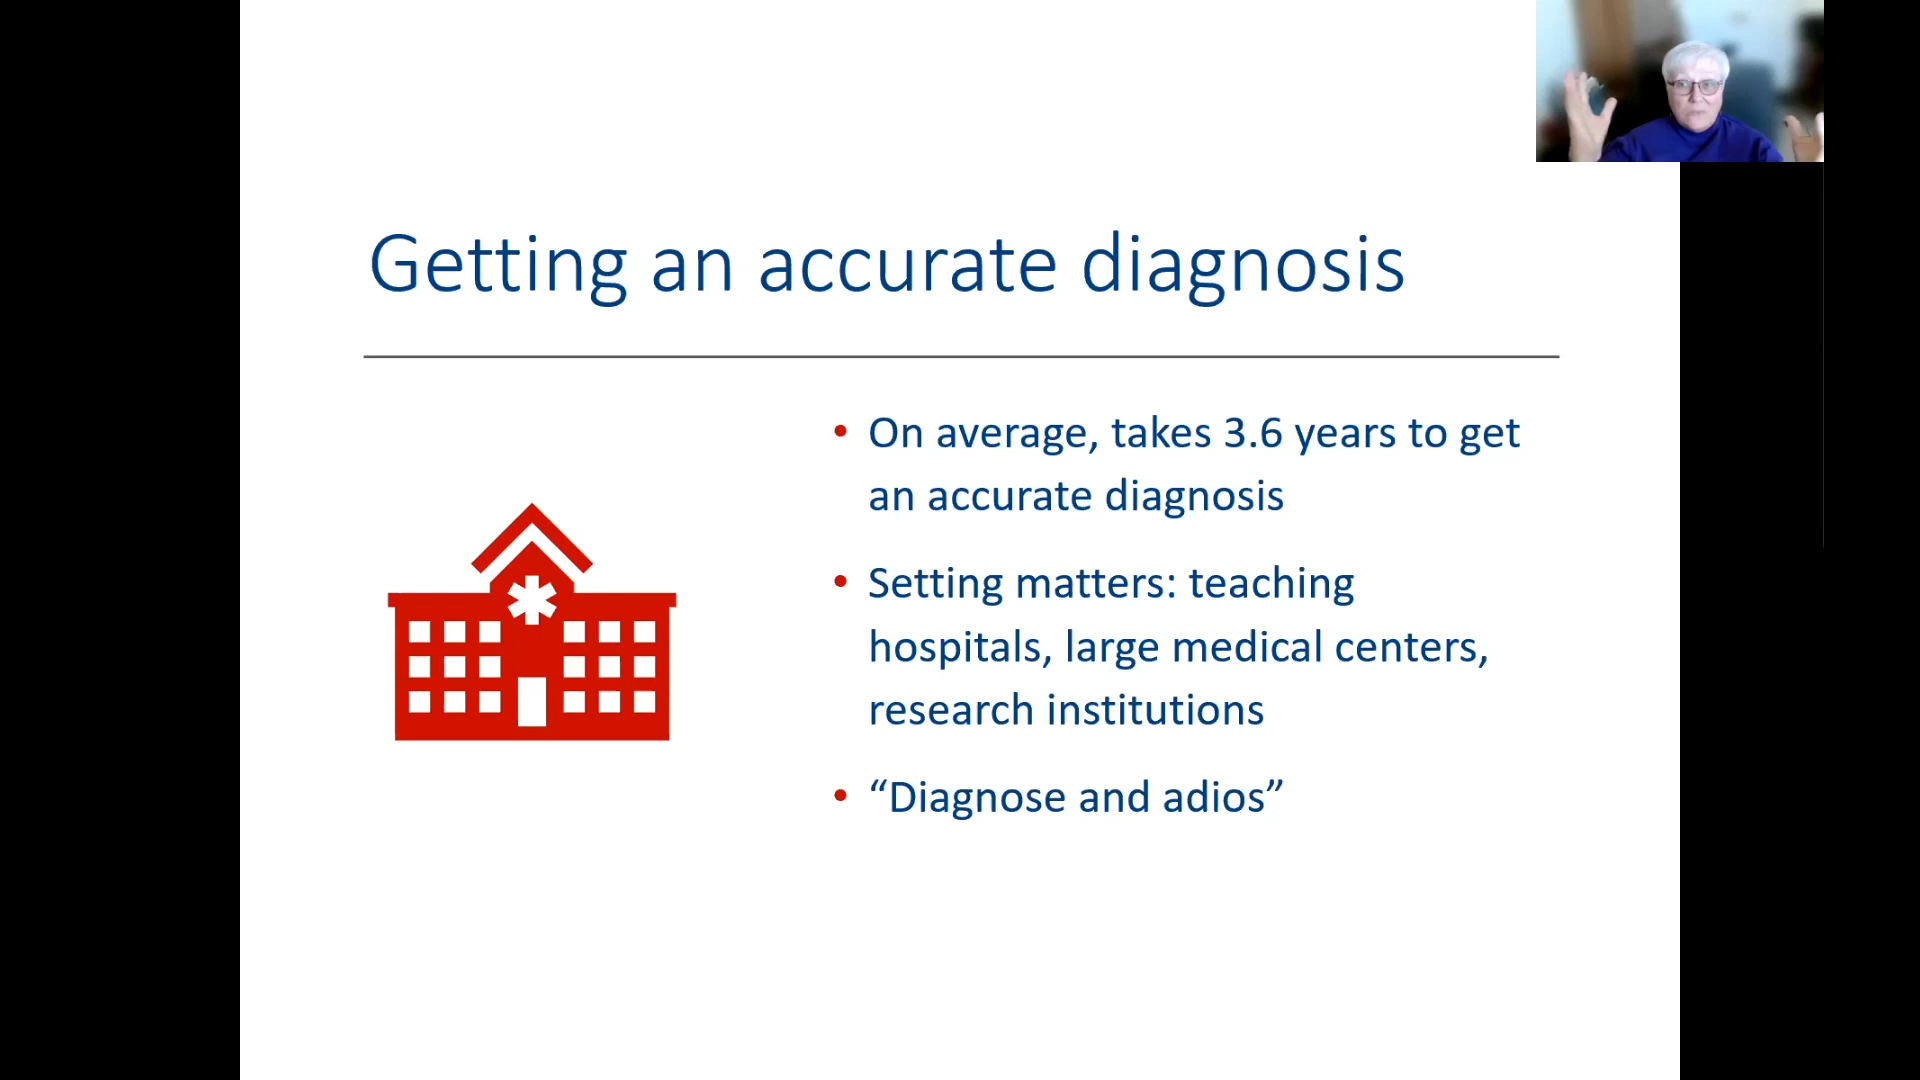 Getting an accurate diagnosis
• On average, takes 3.6 years to get
an accurate diagnosis
• Setting matters: teaching
hospitals, large medical centers,
research institutions
• “Diagnose and adios”